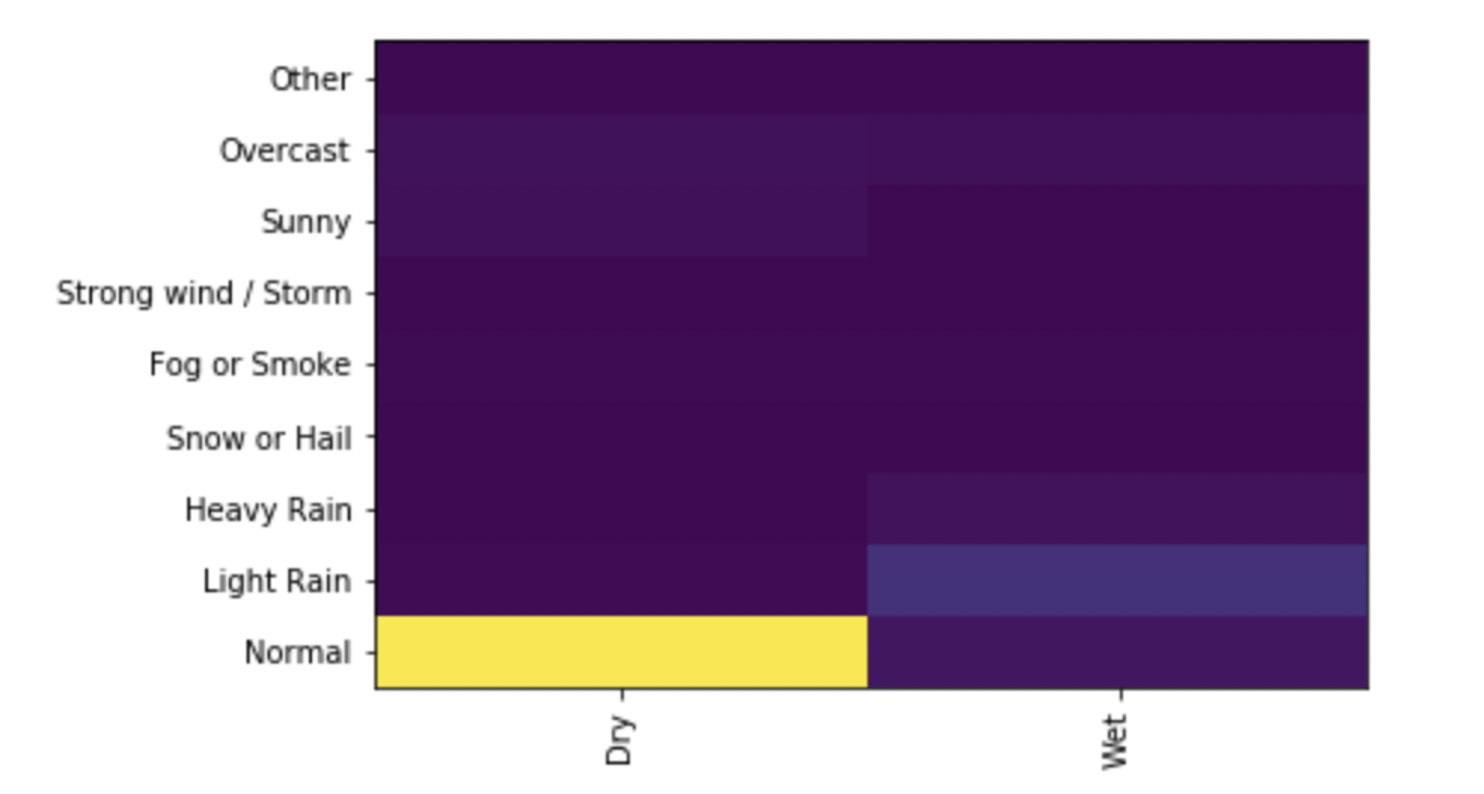 Other
Overcast
Sunny
Strong wind / Storm
Fog or Smoke
Snow or Hail
Heavy Rain
Light Rain
Normal
Dry
Wet